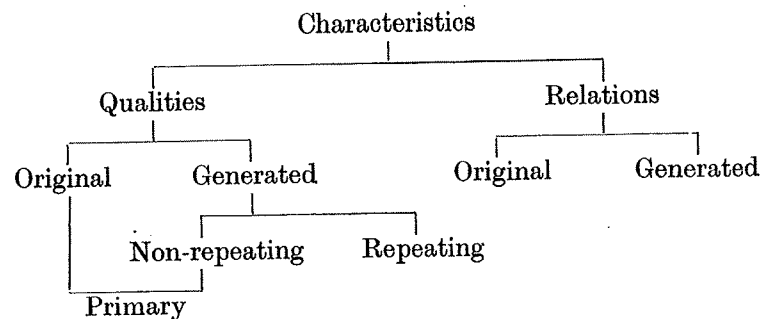 Characteristics
Qualities Relations
Original Generated Original Generated
Non-repeating Repeating
Primary